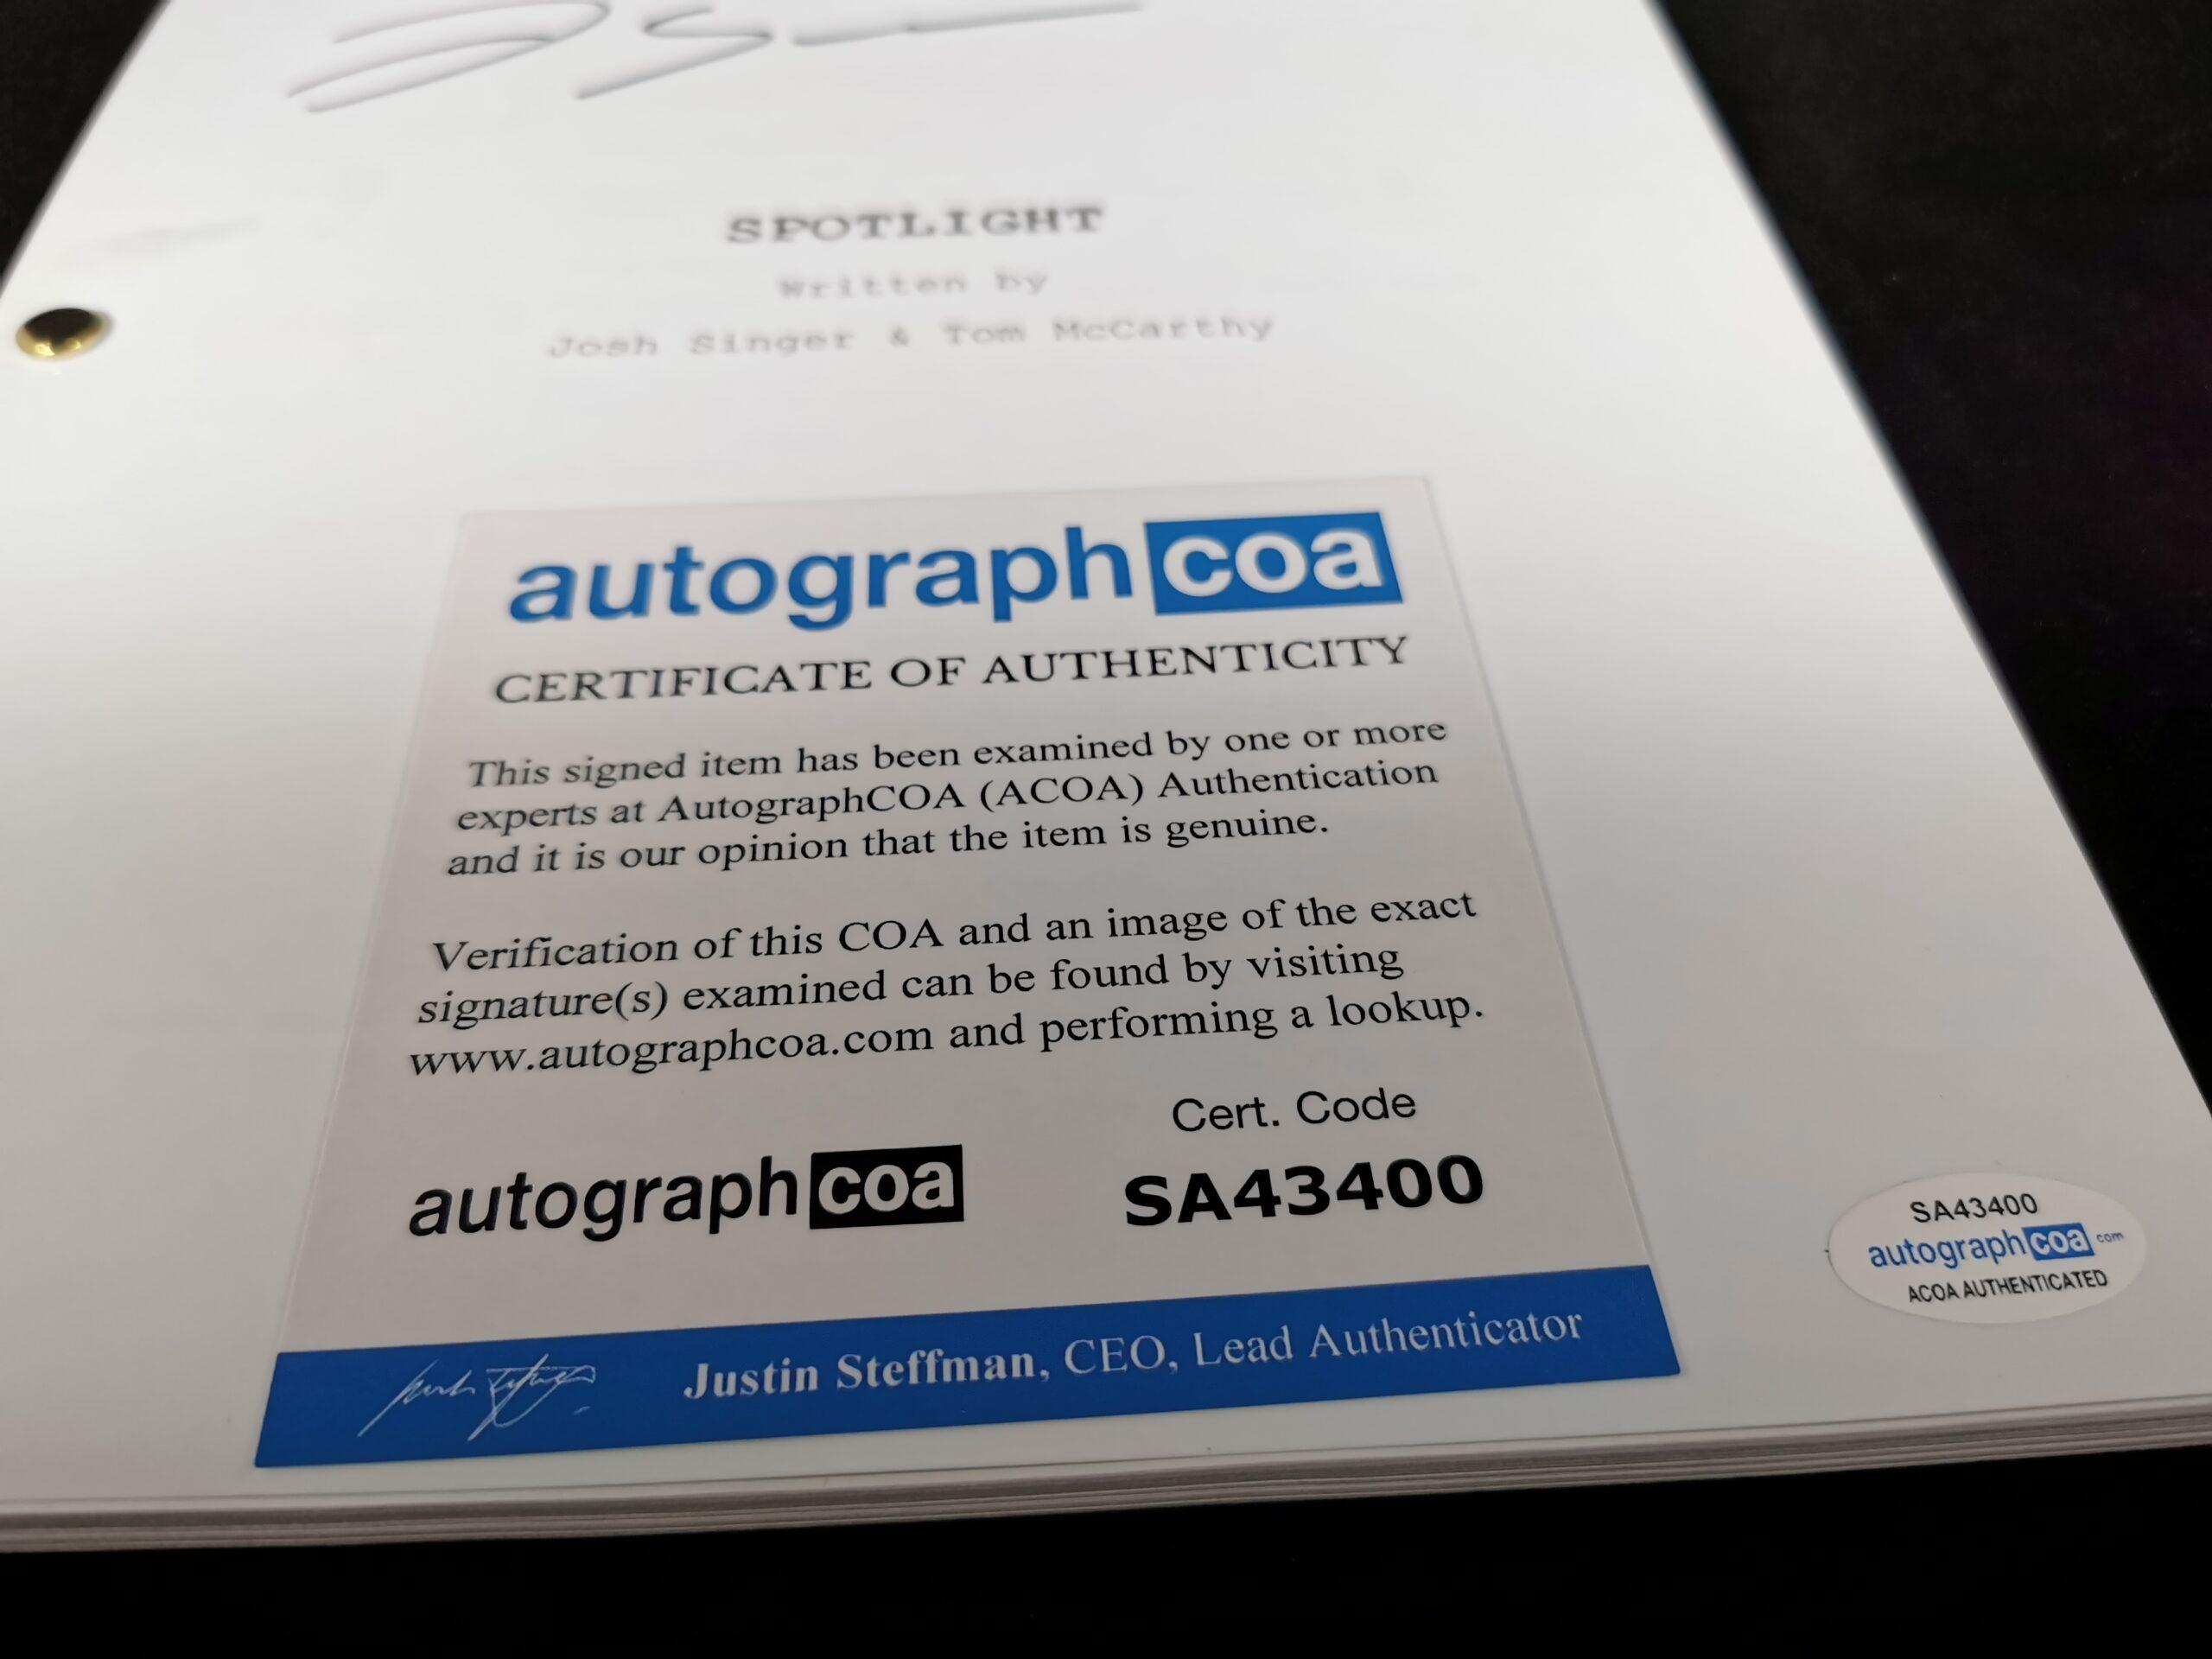 SPOTLIGHT
Written by
Josh Singer & Tom McCarthy
autographcoa
CERTIFICATE OF AUTHENTICITY
This signed item has been examined by one or more
experts at AutographCOA (ACOA) Authentication
and it is our opinion that the item is genuine.
Verification of this COA and an image of the exact
signature(s) examined can be found by visiting
www.autographcoa.com and performing a lookup.
Cert. Code
autographcoa SA43400
Justin Steffman, CEO, Lead Authenticator
SA43400
autographcoa.com
ACOA AUTHENTICATED